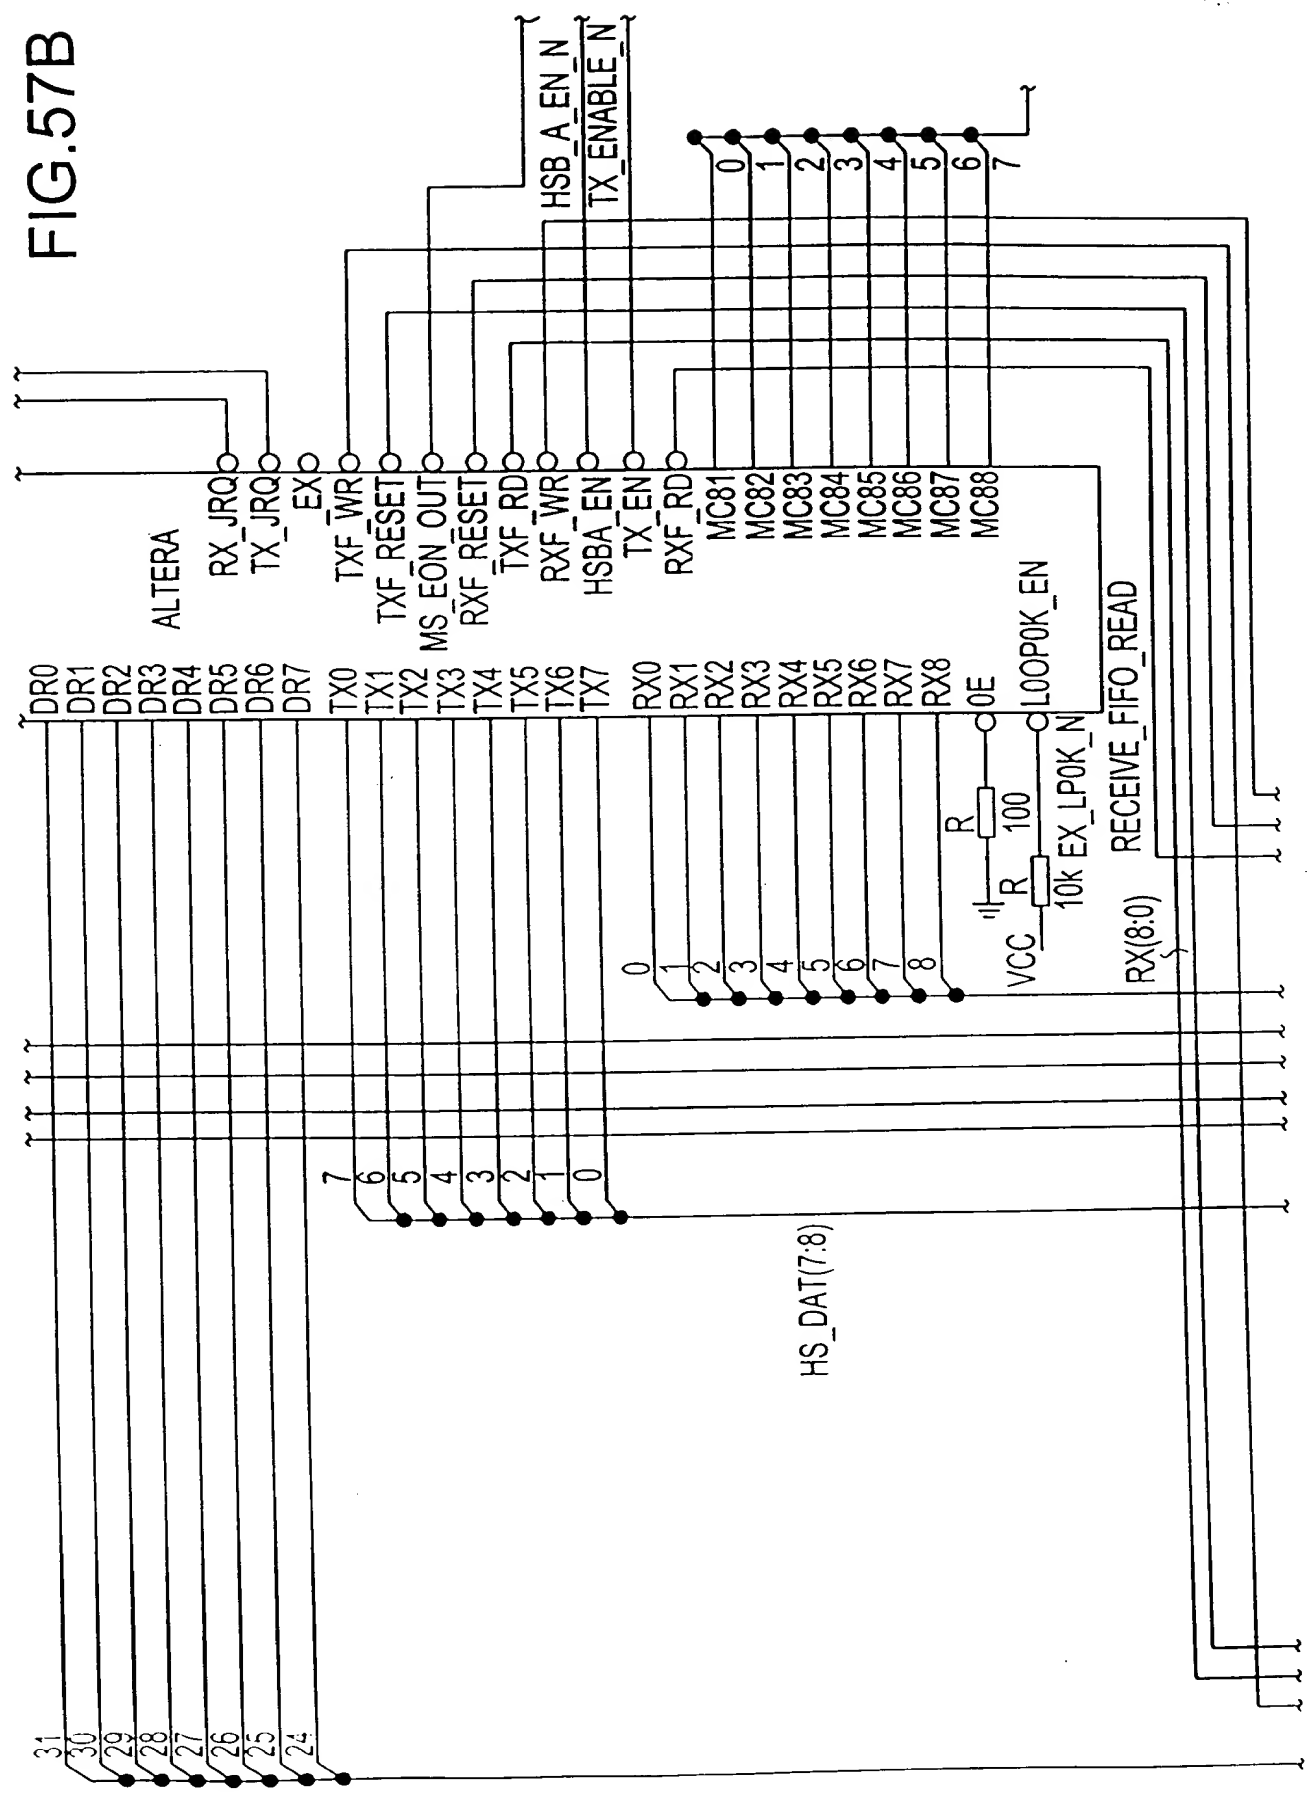 FIG.57B
ALTERA
DR0
DR1
DR2
DR3
DR4
DR5
DR6
DR7
TX0
TX1
TX2
TX3
TX4
TX5
TX6
TX7
RX0
RX1
RX2
RX3
RX4
RX5
RX6
RX7
RX8
OE
LOOP0K_EN
RX_JRQ
TX_JRQ
EX
TXF_WR
TXF_RESET
MS_EON_OUT
RXF_RESET
TXF_RD
RXF_WR
HSBA_EN
TX_EN
RXF_RD
MC81
MC82
MC83
MC84
MC85
MC86
MC87
MC88
HSB_A_EN_N
TX_ENABLE_N
0
1
2
3
4
5
6
7
31
30
29
28
27
26
25
24
7
6
5
4
3
2
1
0
0
1
2
3
4
5
6
7
8
R
100
VCC
R
10k
EX_LP0K_N
RECEIVE_FIFO_READ
RX(8:0)
HS_DAT(7:8)